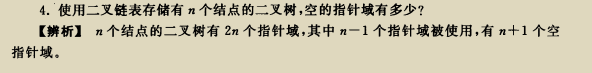 4. 使用二叉链表存储有 n 个结点的二叉树,空的指针域有多少?
【辨析】 n 个结点的二叉树有 2n 个指针域,其中 n－1 个指针域被使用,有 n＋1 个空
指针域。